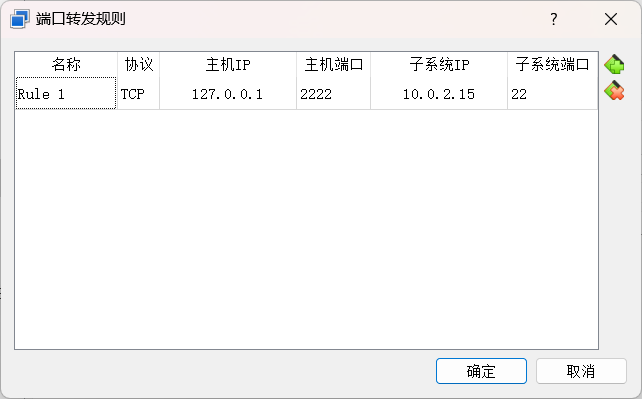 端口转发规则
名称 协议 主机IP 主机端口 子系统IP 子系统端口
Rule 1 TCP 127.0.0.1 2222 10.0.2.15 22
确定 取消